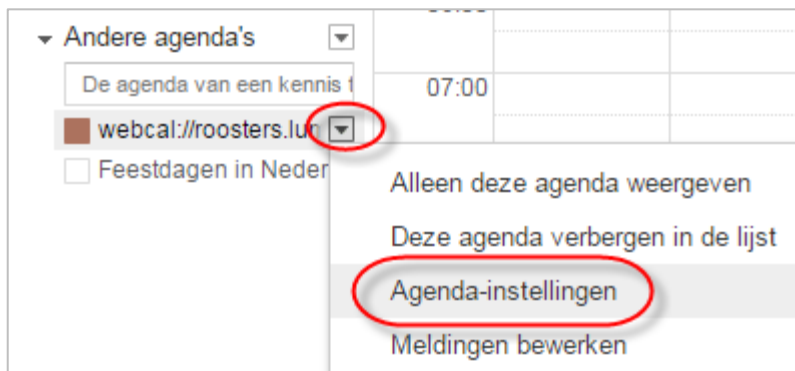 Andere agenda's
De agenda van een kennis
07:00
webcal://roosters.lun
Feestdagen in Neder
Alleen deze agenda weergeven
Deze agenda verbergen in de lijst
Agenda-instellingen
Meldingen bewerken